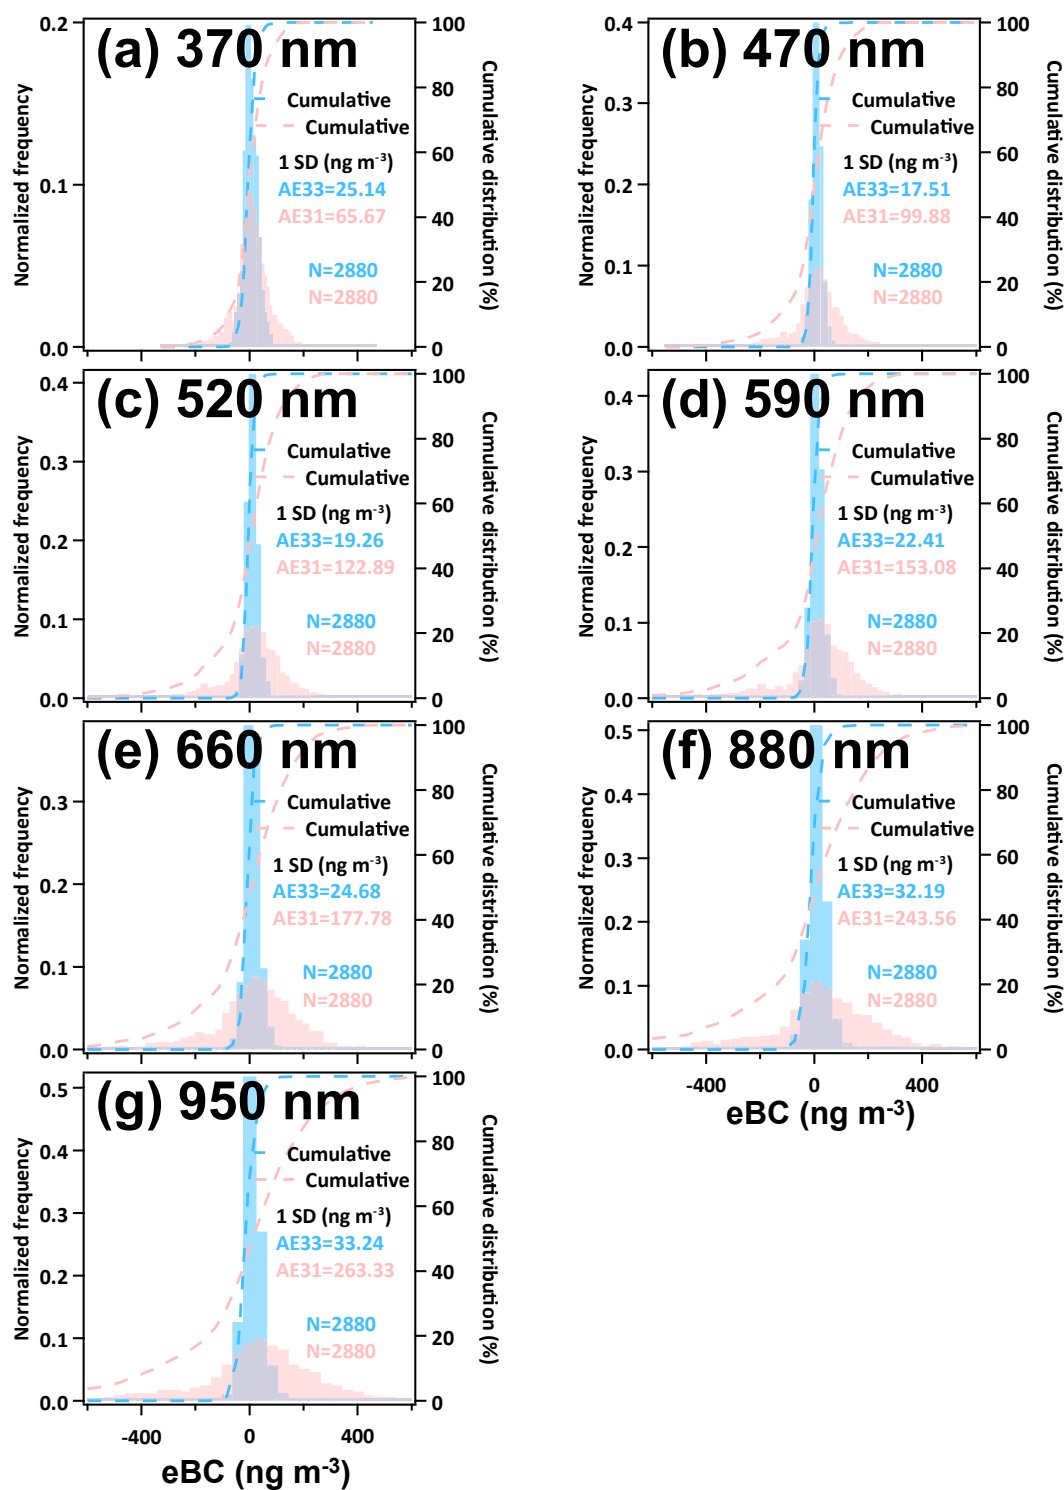 (a) 370 nm
Normalized frequency
0.2
0.1
0.0
Cumulative
Cumulative
1 SD (ng m⁻³)
AE33=25.14
AE31=65.67
N=2880
N=2880
100
80
60
40
20
0
Cumulative distribution (%)
(b) 470 nm
Normalized frequency
0.4
0.3
0.2
0.1
0.0
Cumulative
Cumulative
1 SD (ng m⁻³)
AE33=17.51
AE31=99.88
N=2880
N=2880
100
80
60
40
20
0
Cumulative distribution (%)
(c) 520 nm
Normalized frequency
0.4
0.3
0.2
0.1
0.0
Cumulative
Cumulative
1 SD (ng m⁻³)
AE33=19.26
AE31=122.89
N=2880
N=2880
100
80
60
40
20
0
Cumulative distribution (%)
(d) 590 nm
Normalized frequency
0.4
0.3
0.2
0.1
0.0
Cumulative
Cumulative
1 SD (ng m⁻³)
AE33=22.41
AE31=153.08
N=2880
N=2880
100
80
60
40
20
0
Cumulative distribution (%)
(e) 660 nm
Normalized frequency
0.3
0.2
0.1
0.0
Cumulative
Cumulative
1 SD (ng m⁻³)
AE33=24.68
AE31=177.78
N=2880
N=2880
100
80
60
40
20
0
Cumulative distribution (%)
(f) 880 nm
Normalized frequency
0.5
0.4
0.3
0.2
0.1
0.0
Cumulative
Cumulative
1 SD (ng m⁻³)
AE33=32.19
AE31=243.56
N=2880
N=2880
100
80
60
40
20
0
Cumulative distribution (%)
-400 0 400
eBC (ng m⁻³)
(g) 950 nm
Normalized frequency
0.5
0.4
0.3
0.2
0.1
0.0
Cumulative
Cumulative
1 SD (ng m⁻³)
AE33=33.24
AE31=263.33
N=2880
N=2880
100
80
60
40
20
0
Cumulative distribution (%)
-400 0 400
eBC (ng m⁻³)